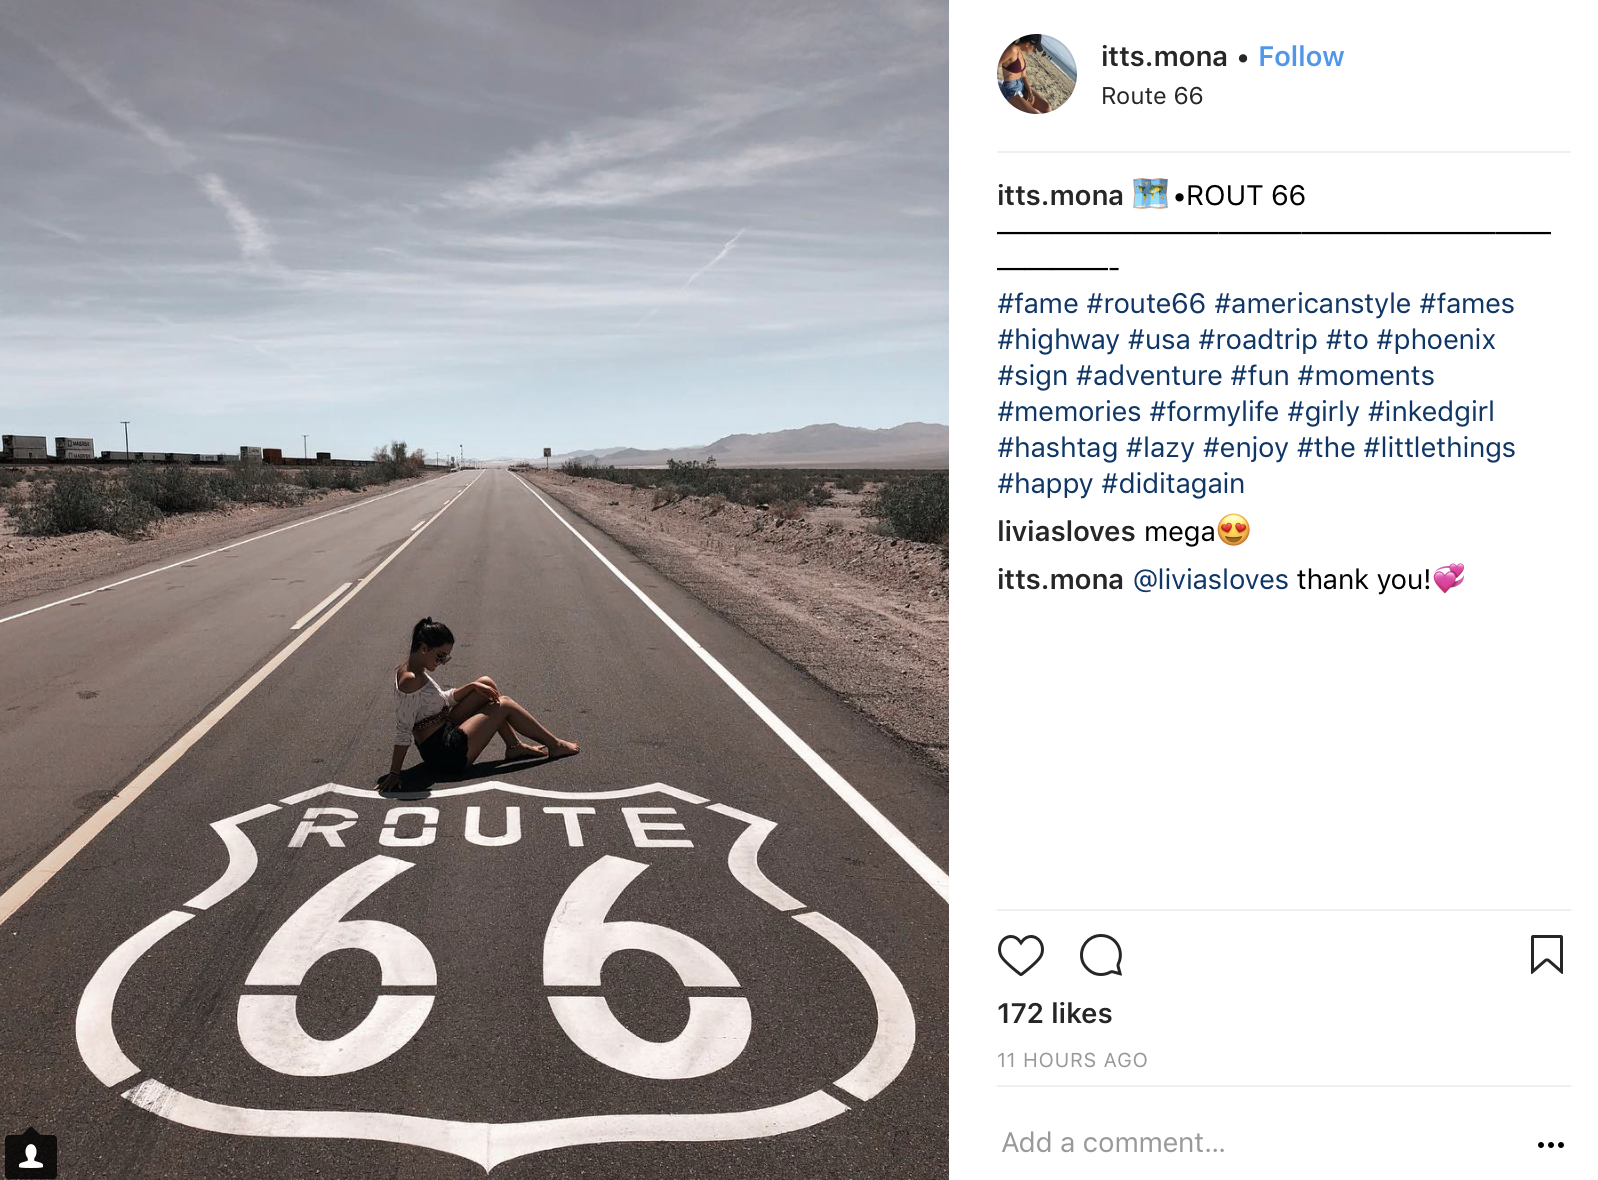 ROUTE
66
itts.mona • Follow
Route 66
itts.mona 🗺️•ROUT 66
————————————————————
————-
#fame #route66 #americanstyle #fames
#highway #usa #roadtrip #to #phoenix
#sign #adventure #fun #moments
#memories #formylife #girly #inkedgirl
#hashtag #lazy #enjoy #the #littlethings
#happy #diditagain
liviasloves mega😍
itts.mona @liviasloves thank you!💞
172 likes
11 HOURS AGO
Add a comment...